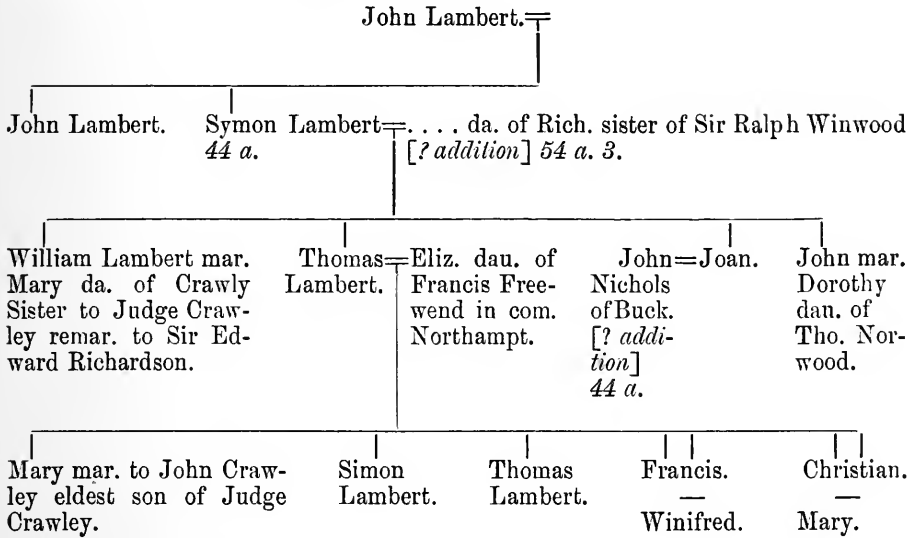 John Lambert.
John Lambert.
Symon Lambert=. . . . da. of Rich. sister of Sir Ralph Winwood
44 a.
[? addition] 54 a. 3.
William Lambert mar.
Mary da. of Crawly
Sister to Judge Craw-
ley remar. to Sir Ed-
ward Richardson.
Thomas=Eliz. dau. of
Lambert.
Francis Free-
wend in com.
Northampt.
John=Joan.
Nichols
of Buck.
[? addi-
tion]
44 a.
John mar.
Dorothy
dau. of
Tho. Nor-
wood.
Mary mar. to John Craw-
ley eldest son of Judge
Crawley.
Simon
Lambert.
Thomas
Lambert.
Francis.
—
Winifred.
Christian.
—
Mary.